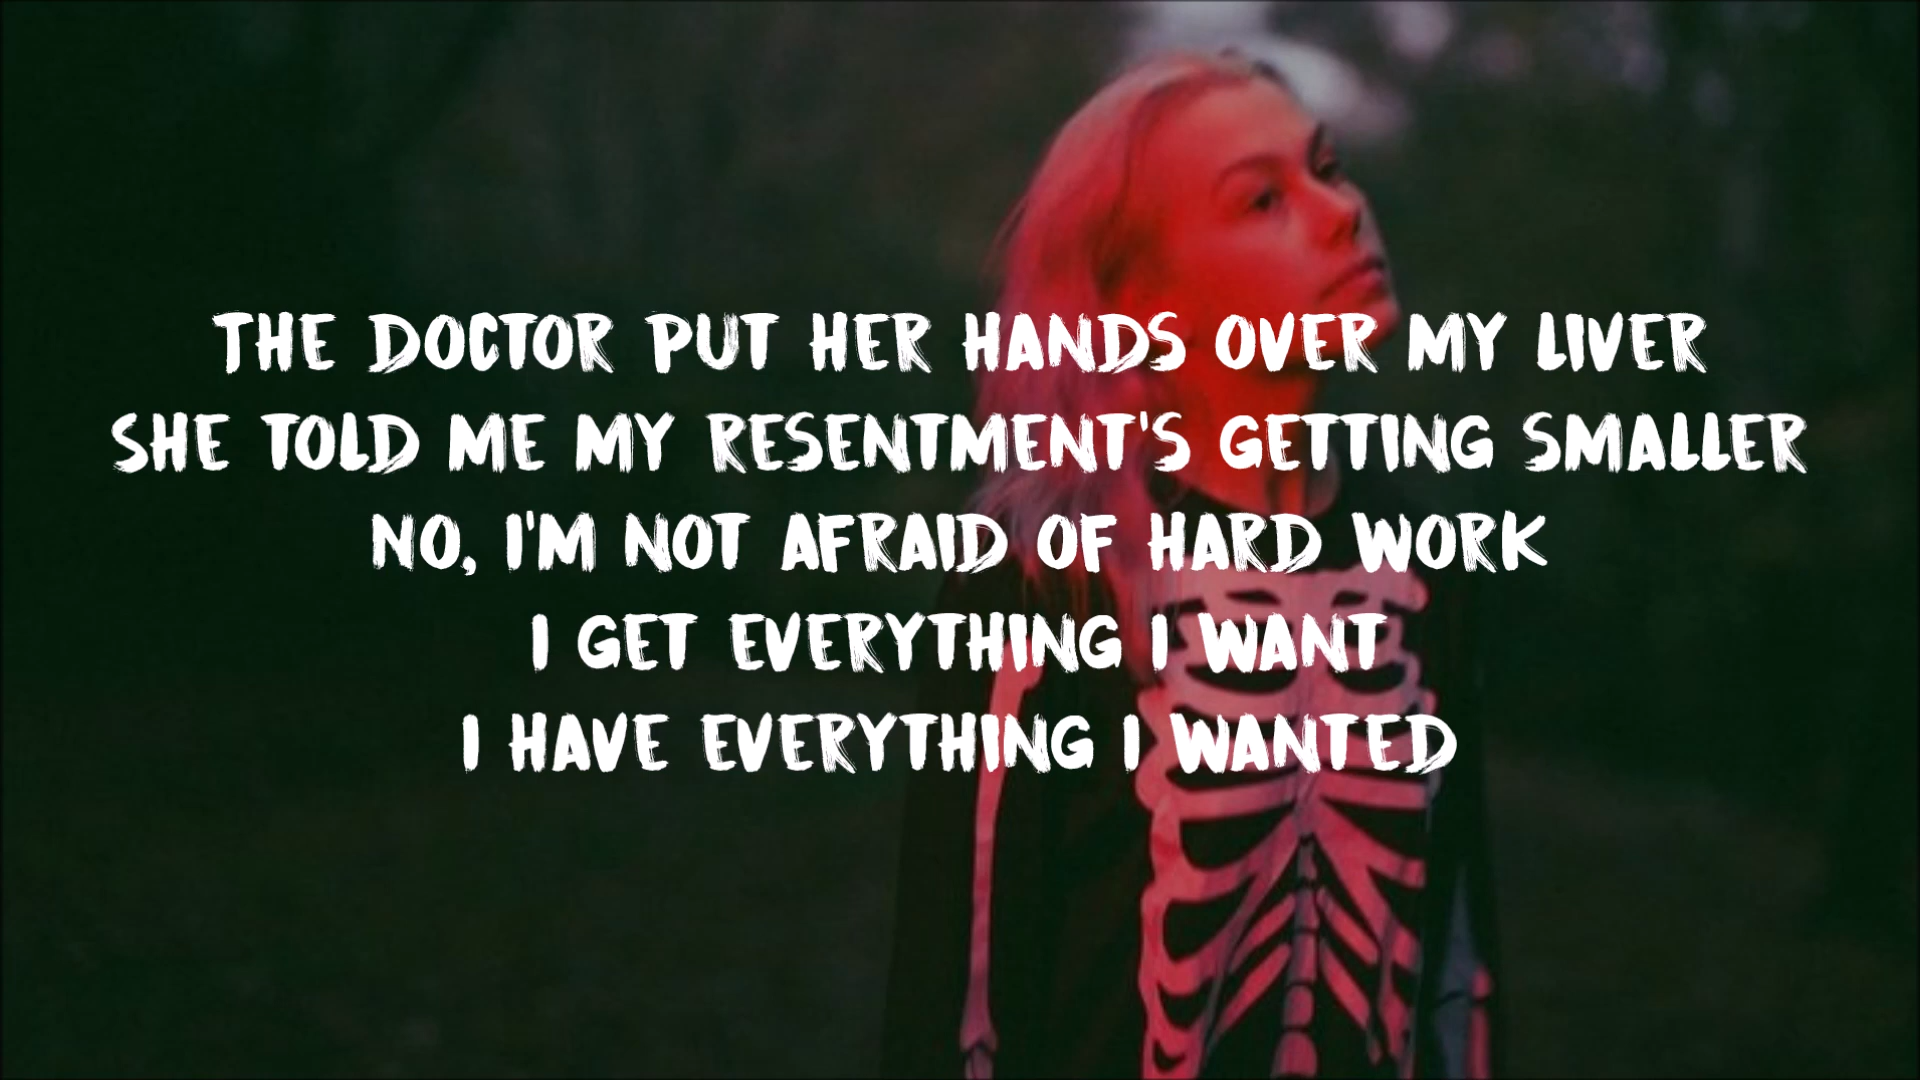 THE DOCTOR PUT HER HANDS OVER MY LIVER
SHE TOLD ME MY RESENTMENT'S GETTING SMALLER
NO, I'M NOT AFRAID OF HARD WORK
I GET EVERYTHING I WANT
I HAVE EVERYTHING I WANTED